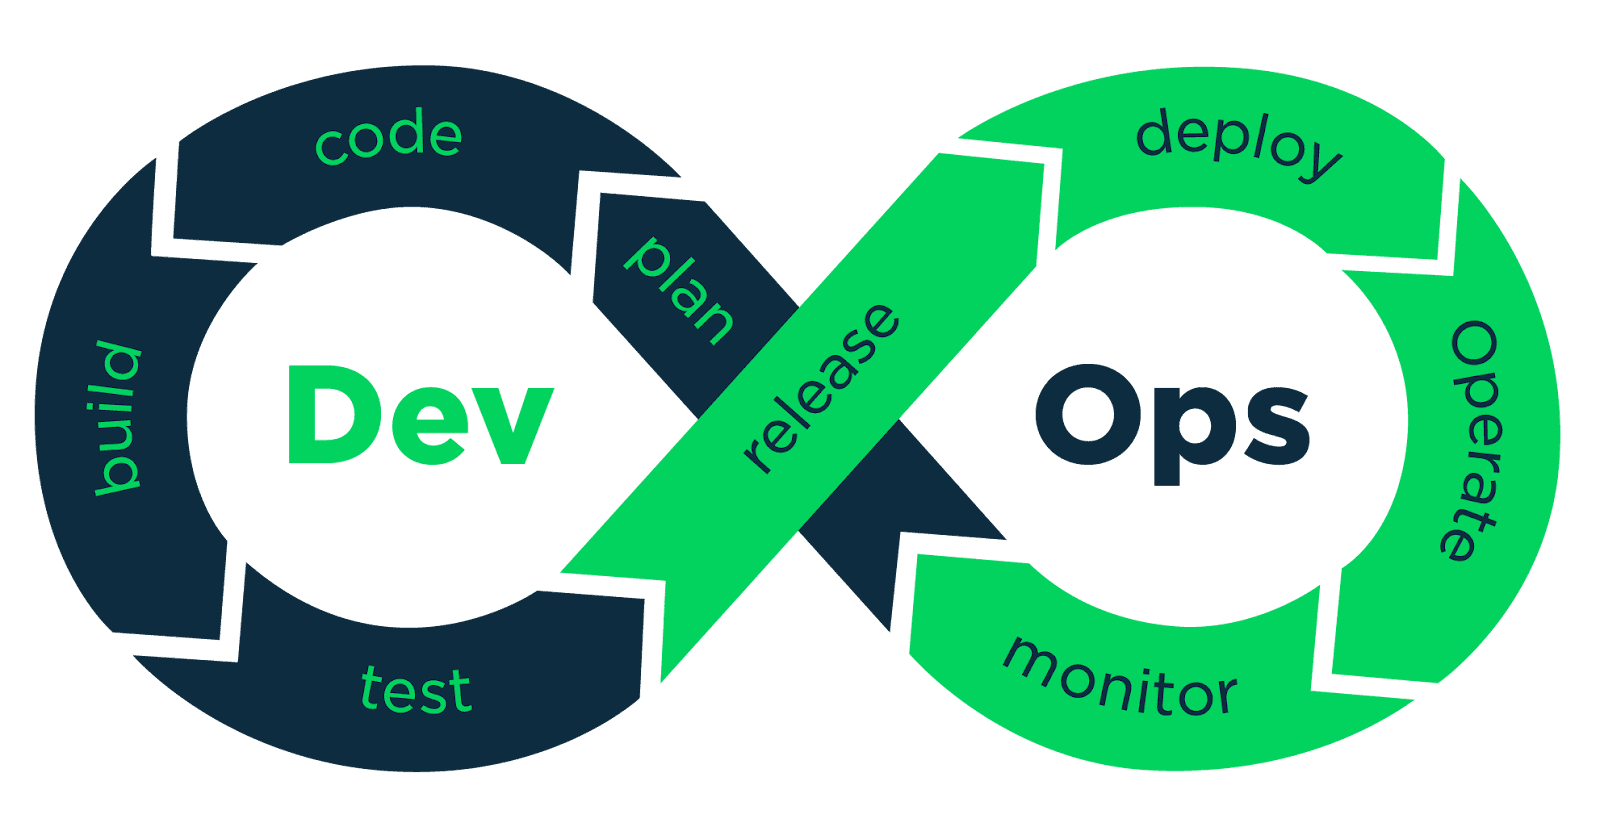 plan
code
build
test
release
deploy
Operate
monitor
Dev
Ops